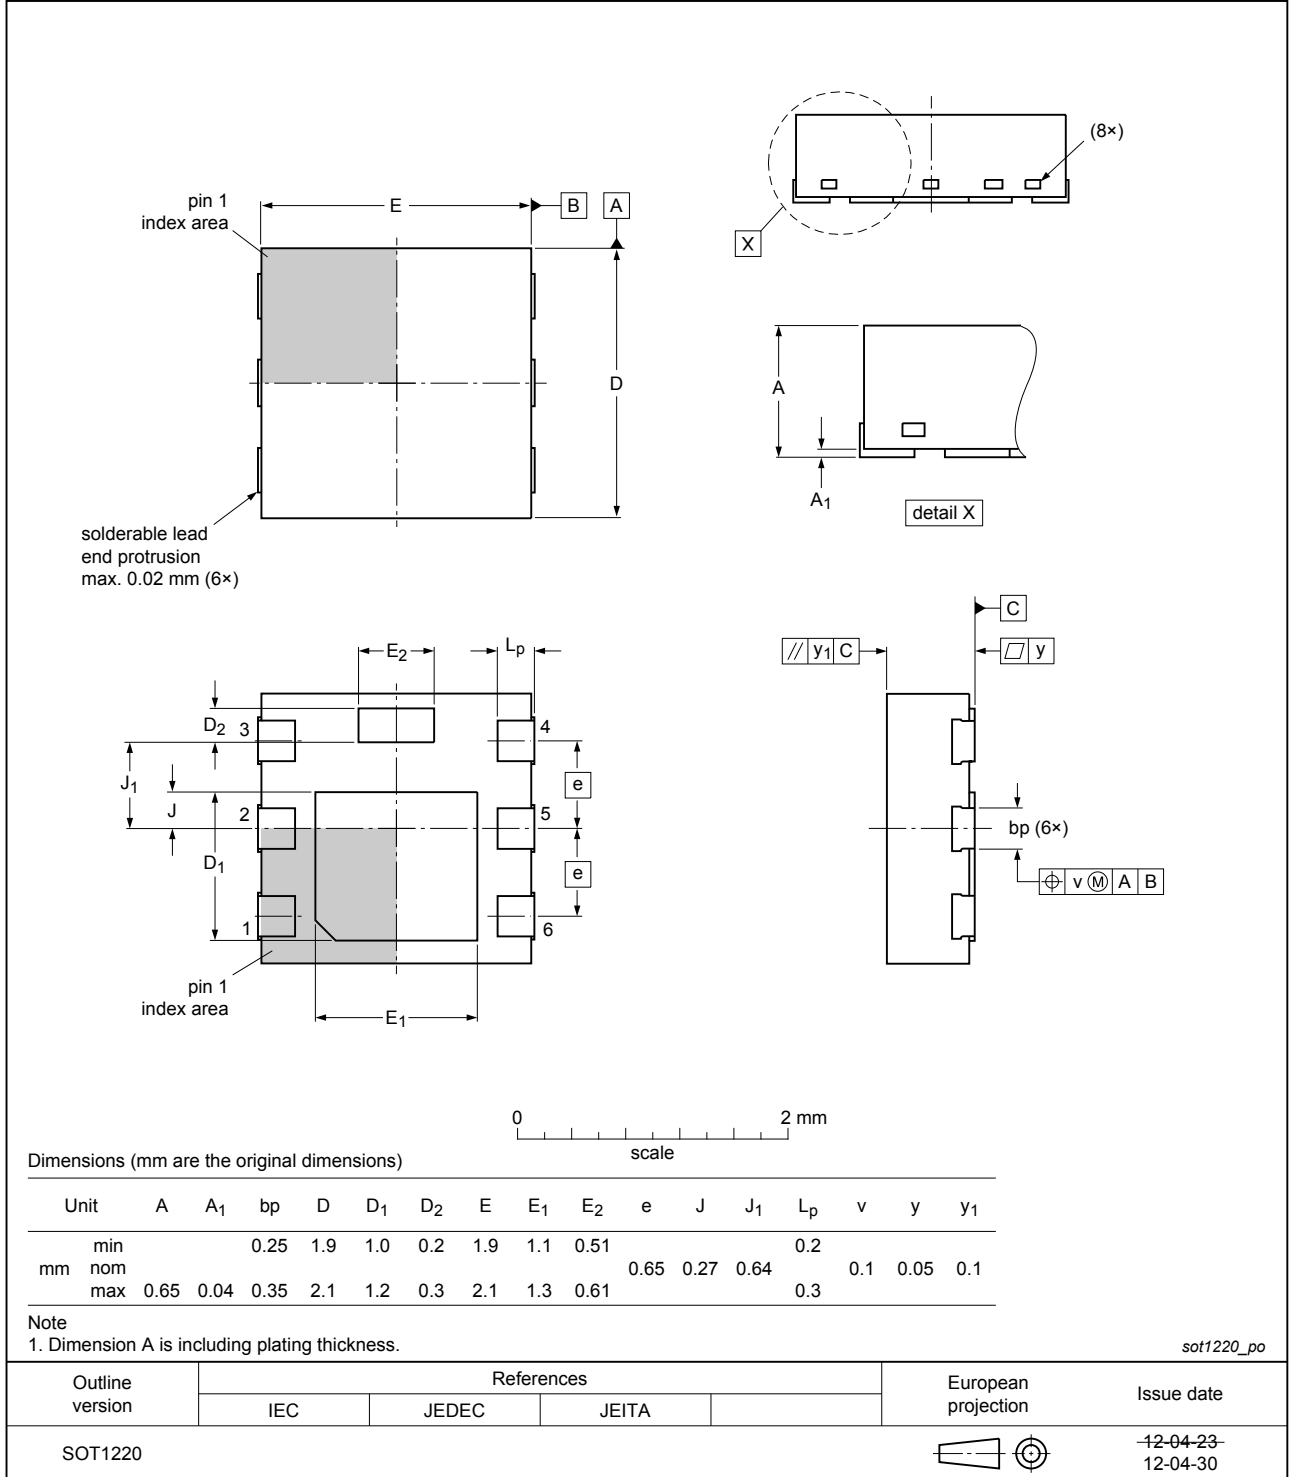 (8×)
X
pin 1
index area
E
B
A
D
solderable lead
end protrusion
max. 0.02 mm (6×)
A
A1
detail X
C
// y1 C
y
E2
Lp
D2
3
4
J1
J
e
2
5
bp (6×)
D1
e
v M A B
1
6
pin 1
index area
E1
0 2 mm
scale
Dimensions (mm are the original dimensions)
Unit A A1 bp D D1 D2 E E1 E2 e J J1 Lp v y y1
min 0.25 1.9 1.0 0.2 1.9 1.1 0.51 0.2
mm nom 0.65 0.27 0.64 0.1 0.05 0.1
max 0.65 0.04 0.35 2.1 1.2 0.3 2.1 1.3 0.61 0.3
Note
1. Dimension A is including plating thickness.
sot1220_po
Outline
version
References
IEC JEDEC JEITA
European
projection
Issue date
SOT1220
12-04-23
12-04-30